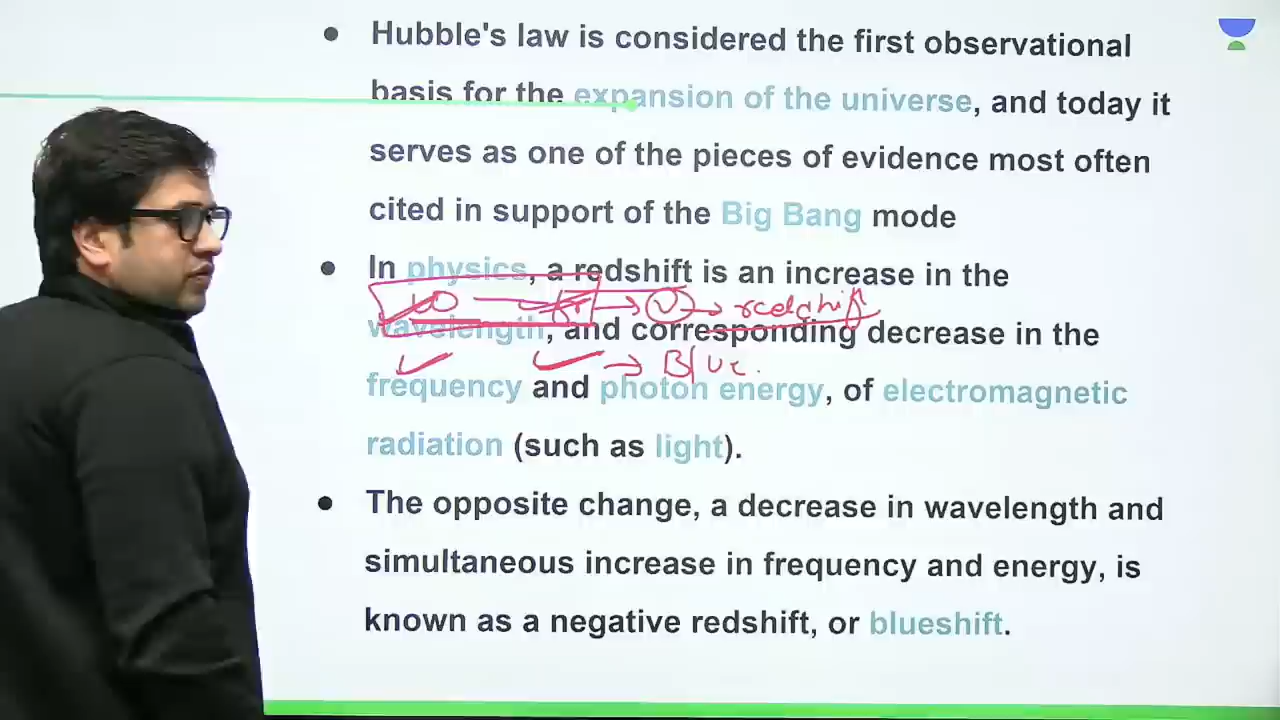 Hubble's law is considered the first observational
basis for the expansion of the universe, and today it
serves as one of the pieces of evidence most often
cited in support of the Big Bang mode
In physics, a redshift is an increase in the
→ redshift
wavelength, and corresponding decrease in the
→ Blue.
frequency and photon energy, of electromagnetic
radiation (such as light).
The opposite change, a decrease in wavelength and
simultaneous increase in frequency and energy, is
known as a negative redshift, or blueshift.